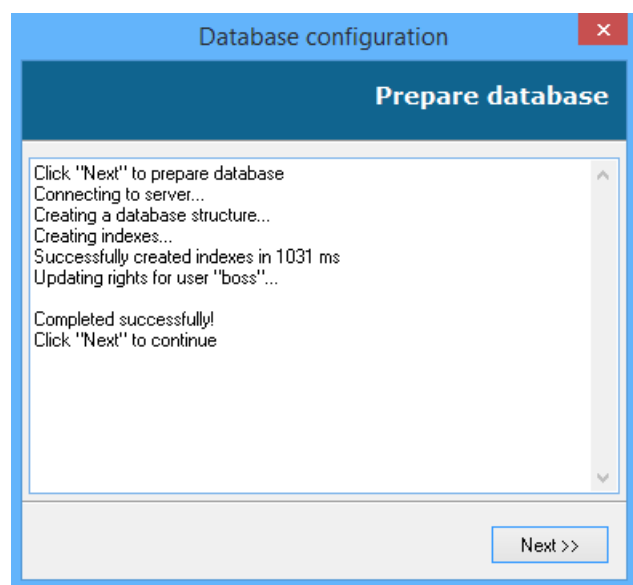 Database configuration
Prepare database
Click "Next" to prepare database
Connecting to server...
Creating a database structure...
Creating indexes...
Successfully created indexes in 1031 ms
Updating rights for user "boss"...
Completed successfully!
Click "Next" to continue
Next >>